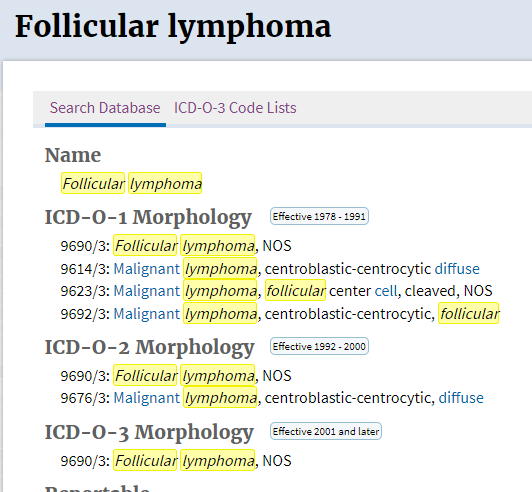 Follicular lymphoma
Search Database ICD-O-3 Code Lists
Name
Follicular lymphoma
ICD-O-1 Morphology Effective 1978 - 1991
9690/3: Follicular lymphoma, NOS
9614/3: Malignant lymphoma, centroblastic-centrocytic diffuse
9623/3: Malignant lymphoma, follicular center cell, cleaved, NOS
9692/3: Malignant lymphoma, centroblastic-centrocytic, follicular
ICD-O-2 Morphology Effective 1992 - 2000
9690/3: Follicular lymphoma, NOS
9676/3: Malignant lymphoma, centroblastic-centrocytic, diffuse
ICD-O-3 Morphology Effective 2001 and later
9690/3: Follicular lymphoma, NOS